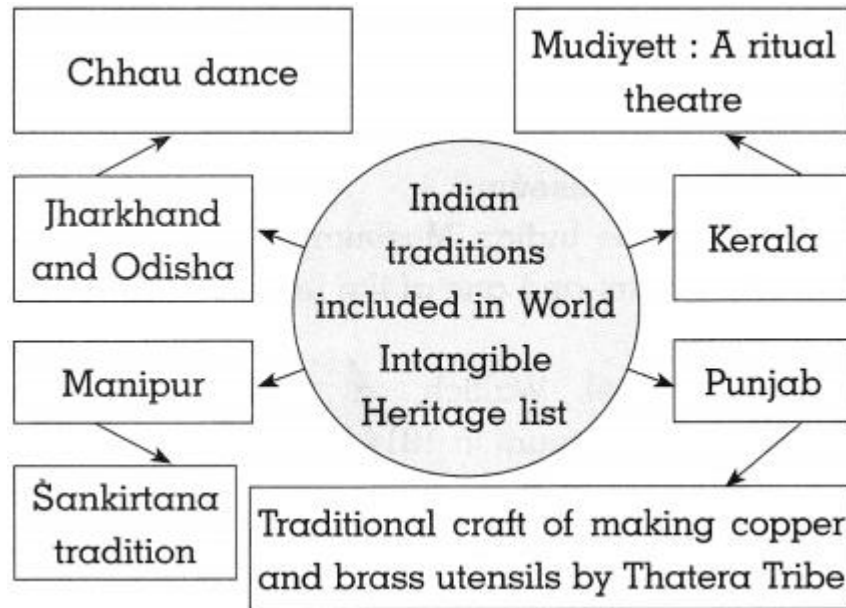 Chhau dance
Mudiyett : A ritual
theatre
Jharkhand
and Odisha
Indian
traditions
included in World
Intangible
Heritage list
Kerala
Manipur
Punjab
Śankirtana
tradition
Traditional craft of making copper
and brass utensils by Thatera Tribe